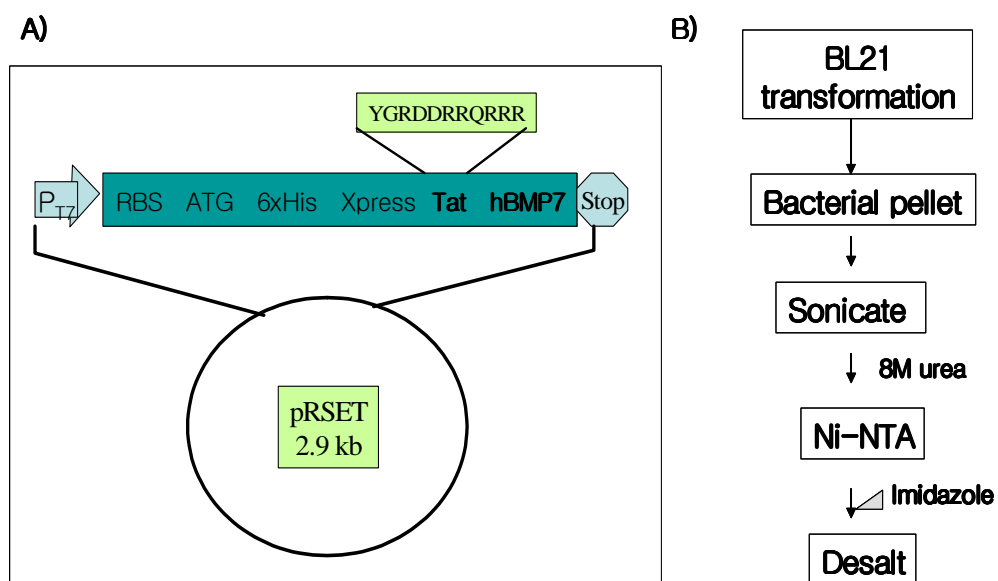 A)
YGRDDRRQRRR
PT7
RBS ATG 6xHis Xpress Tat hBMP7 Stop
pRSET
2.9 kb
B)
BL21
transformation
Bacterial pellet
Sonicate
8M urea
Ni-NTA
Imidazole
Desalt